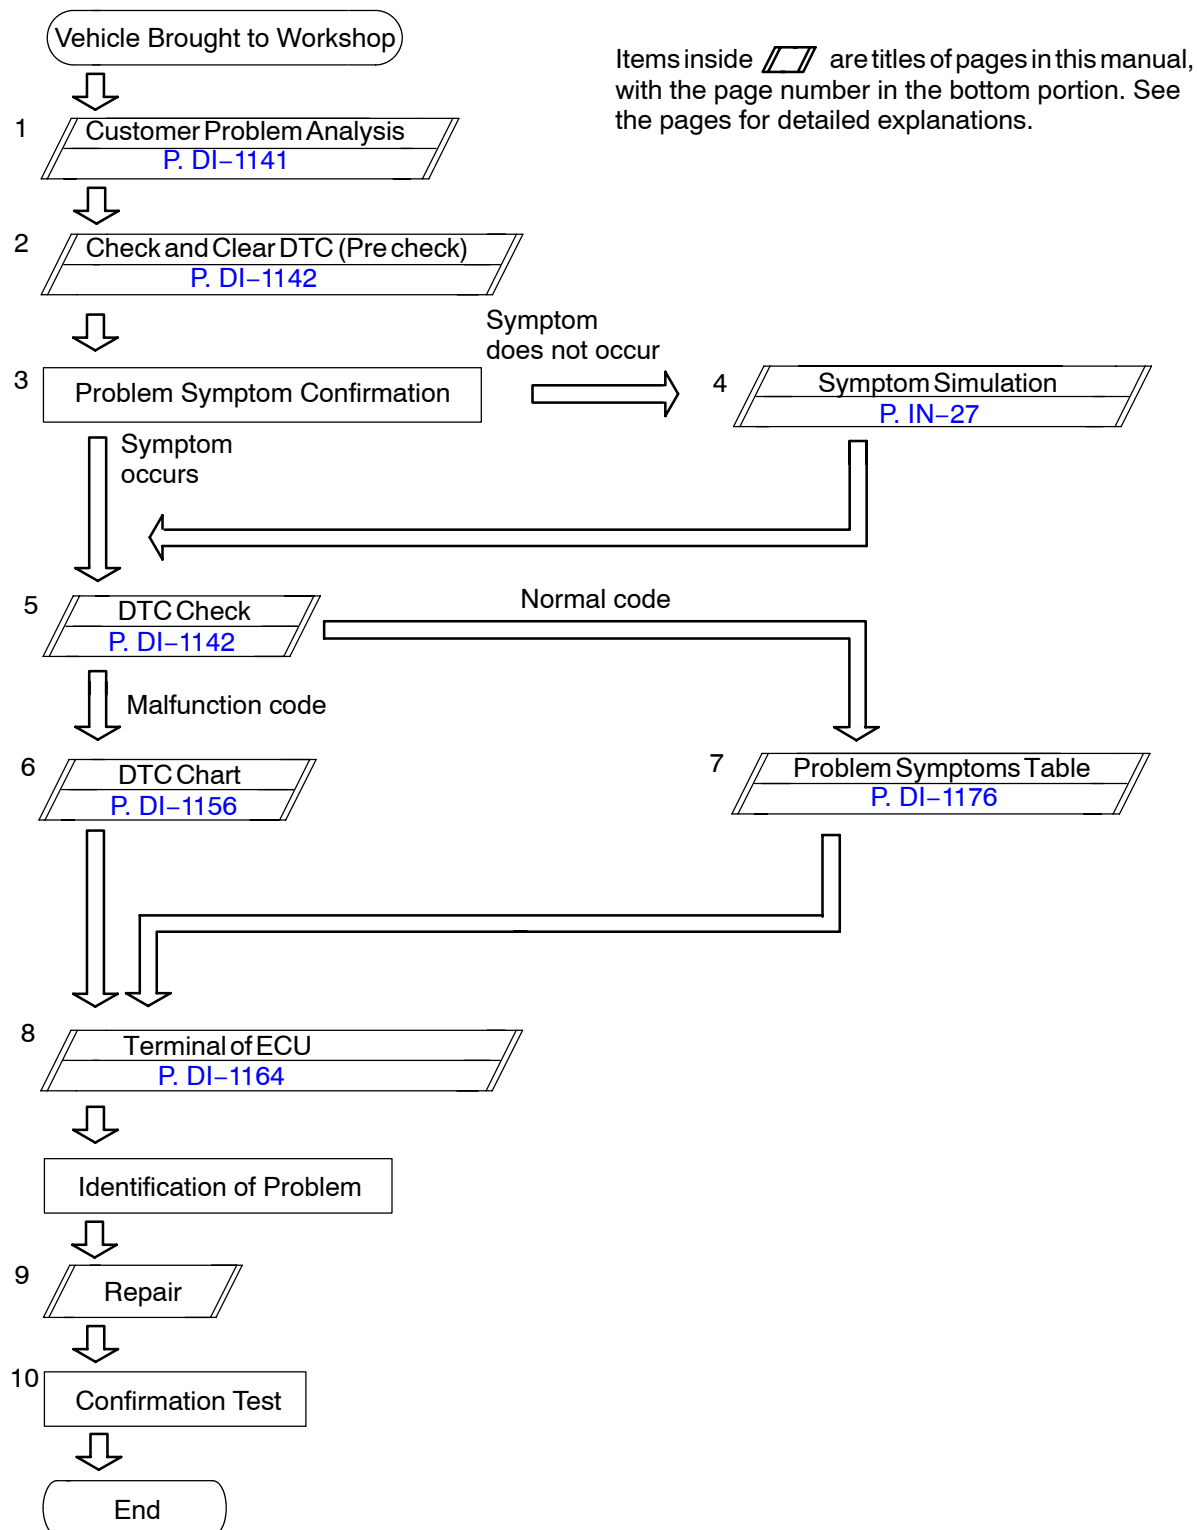 Vehicle Brought to Workshop
Items inside are titles of pages in this manual,
with the page number in the bottom portion. See
the pages for detailed explanations.
1
Customer Problem Analysis
P. DI–1141
2
Check and Clear DTC (Pre check)
P. DI–1142
Symptom
does not occur
3
Problem Symptom Confirmation
4
Symptom Simulation
P. IN–27
Symptom
occurs
5
DTC Check
P. DI–1142
Normal code
Malfunction code
6
DTC Chart
P. DI–1156
7
Problem Symptoms Table
P. DI–1176
8
Terminal of ECU
P. DI–1164
Identification of Problem
9
Repair
10
Confirmation Test
End